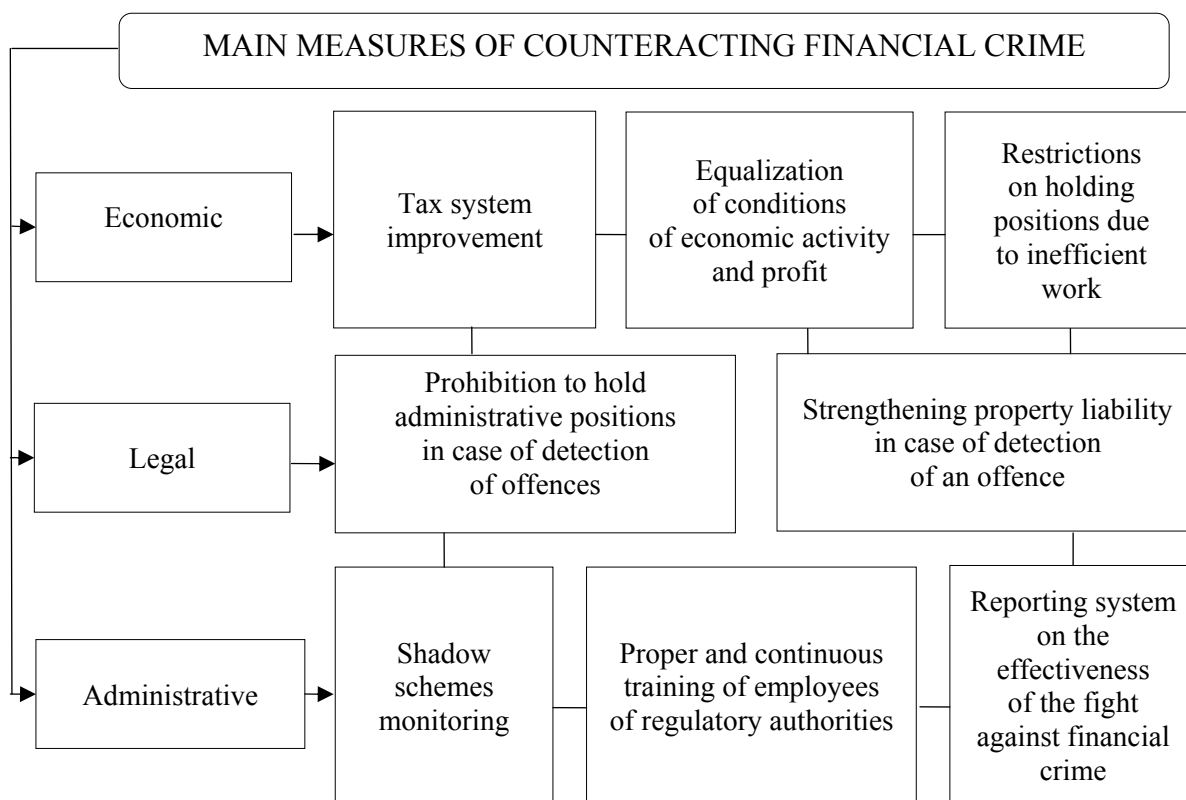 MAIN MEASURES OF COUNTERACTING FINANCIAL CRIME
Economic
Tax system
improvement
Equalization
of conditions
of economic activity
and profit
Restrictions
on holding
positions due
to inefficient
work
Legal
Prohibition to hold
administrative positions
in case of detection
of offences
Strengthening property liability
in case of detection
of an offence
Administrative
Shadow
schemes
monitoring
Proper and continuous
training of employees
of regulatory authorities
Reporting system
on the
effectiveness
of the fight
against financial
crime